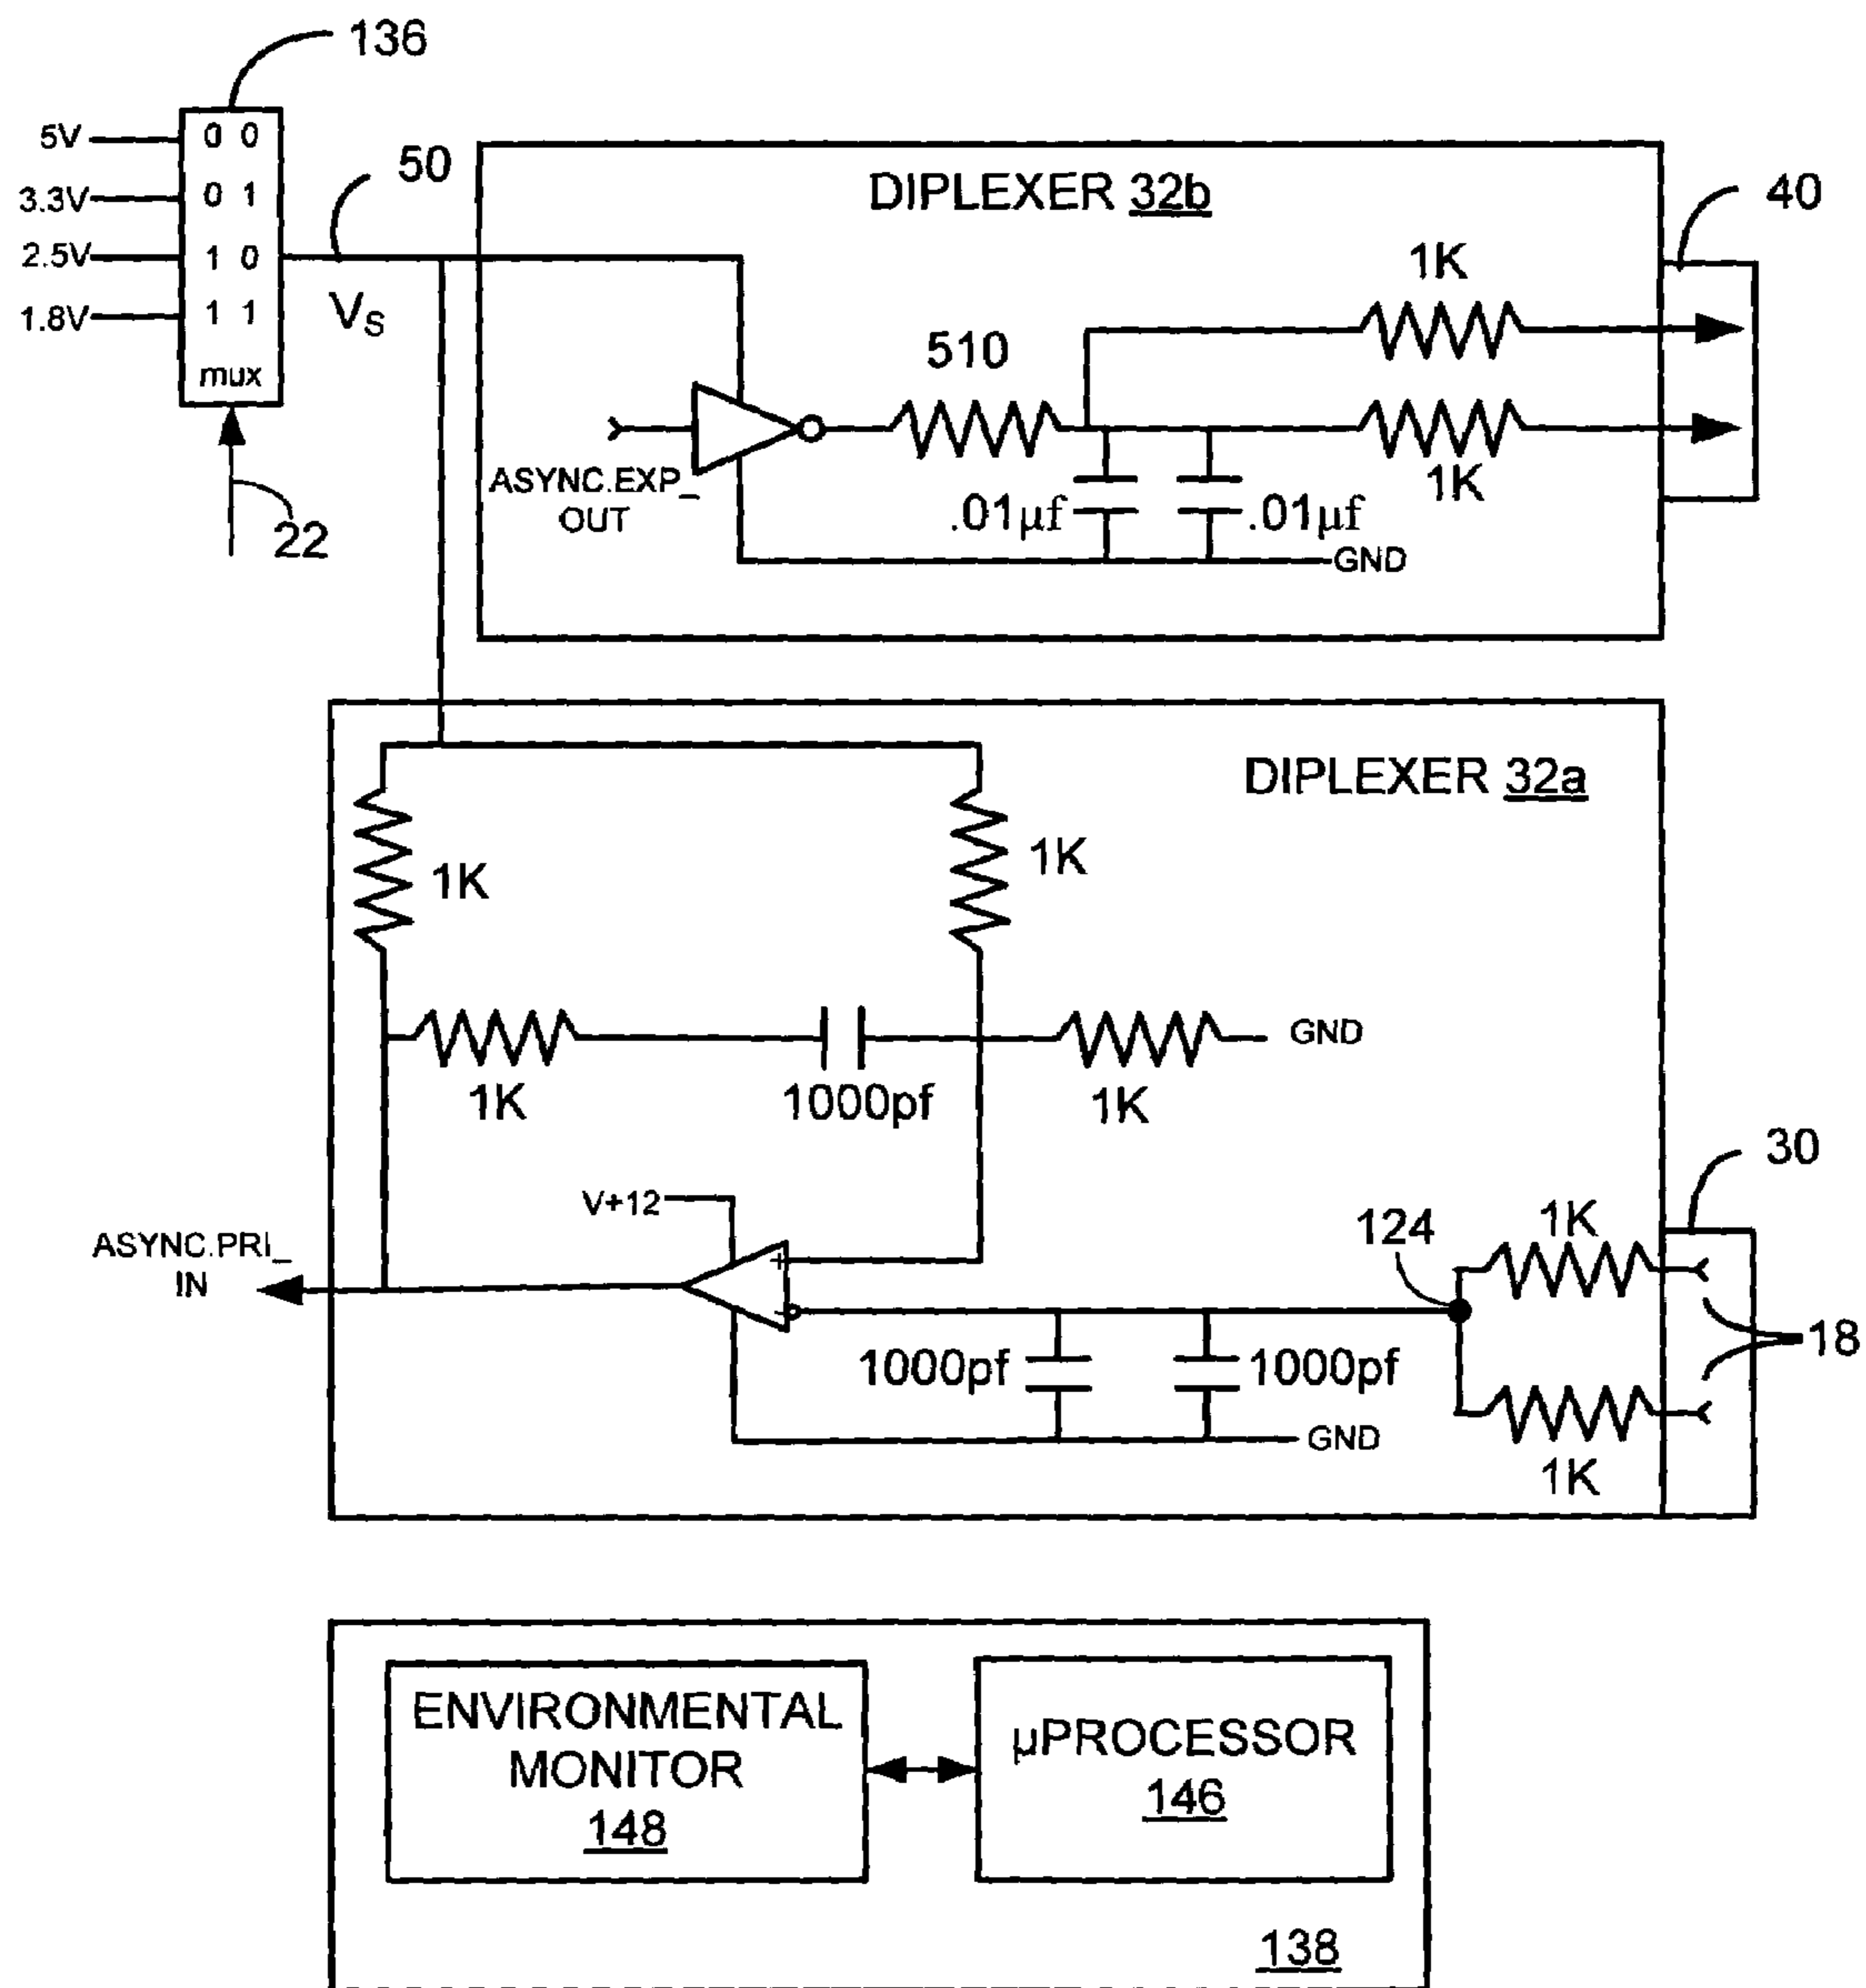 136
5V 0 0
3.3V 0 1
2.5V 1 0
1.8V 1 1
mux
22
50
VS
DIPLEXER 32b
40
1K
510
1K
ASYNC.EXP_
OUT
.01µf
.01µf
GND
DIPLEXER 32a
1K
1K
1K
1000pf
1K
GND
V+12
ASYNC.PRI_
IN
+
-
124
1K
30
18
1000pf
1000pf
GND
1K
ENVIRONMENTAL
MONITOR
148
µPROCESSOR
146
138